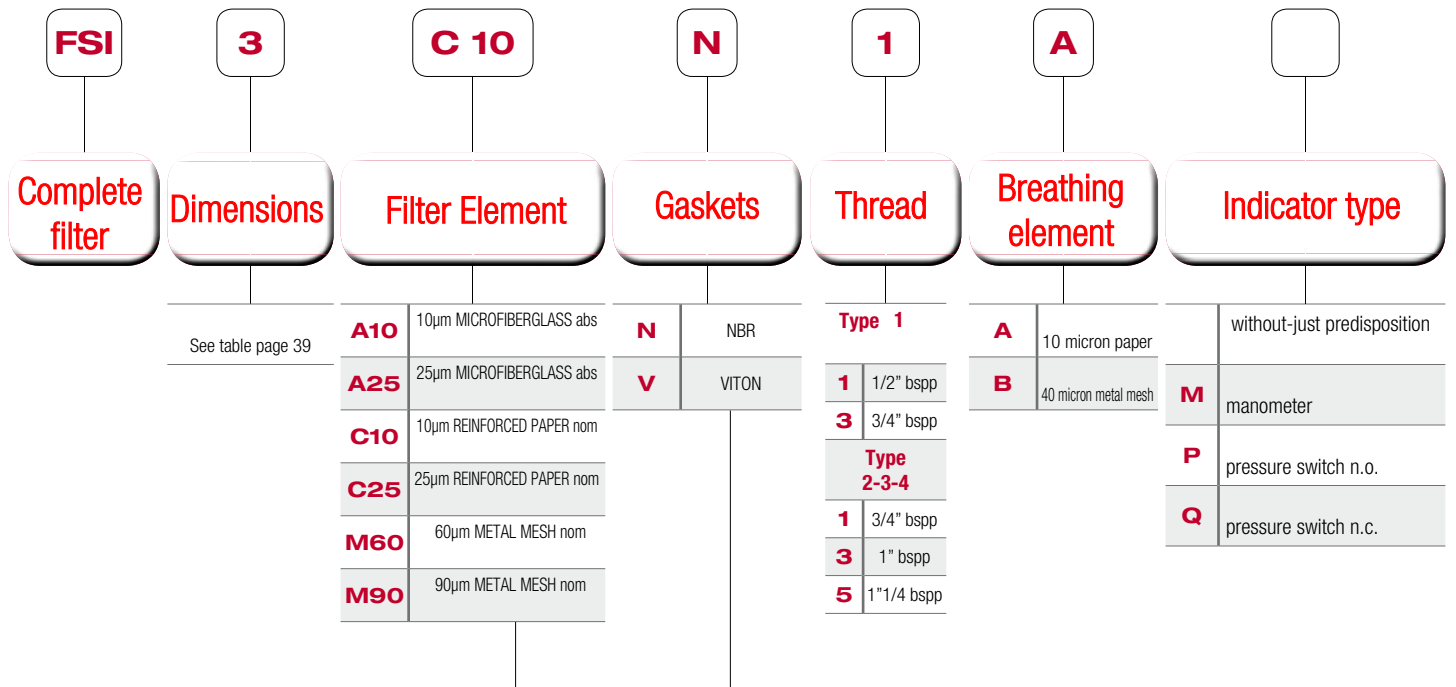 FSI
3
C 10
N
1
A
Complete
filter
Dimensions
Filter Element
Gaskets
Thread
Breathing
element
Indicator type
See table page 39
A10 10µm MICROFIBERGLASS abs
A25 25µm MICROFIBERGLASS abs
C10 10µm REINFORCED PAPER nom
C25 25µm REINFORCED PAPER nom
M60 60µm METAL MESH nom
M90 90µm METAL MESH nom
N NBR
V VITON
Type 1
1 1/2” bspp
3 3/4” bspp
Type
2-3-4
1 3/4” bspp
3 1” bspp
5 1”1/4 bspp
A 10 micron paper
B 40 micron metal mesh
without-just predisposition
M manometer
P pressure switch n.o.
Q pressure switch n.c.